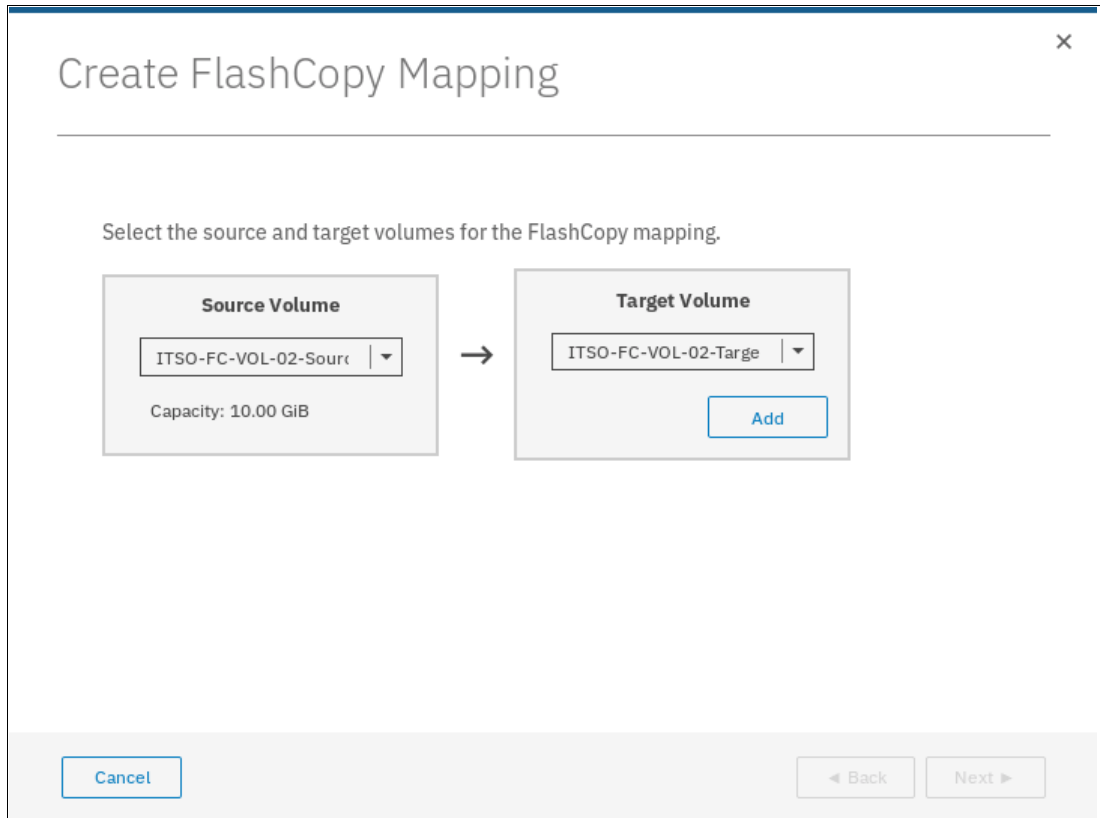 Create FlashCopy Mapping
Select the source and target volumes for the FlashCopy mapping.
Source Volume
ITSO-FC-VOL-02-Sourc
Capacity: 10.00 GiB
Target Volume
ITSO-FC-VOL-02-Targe
Add
Cancel
◄ Back
Next ►